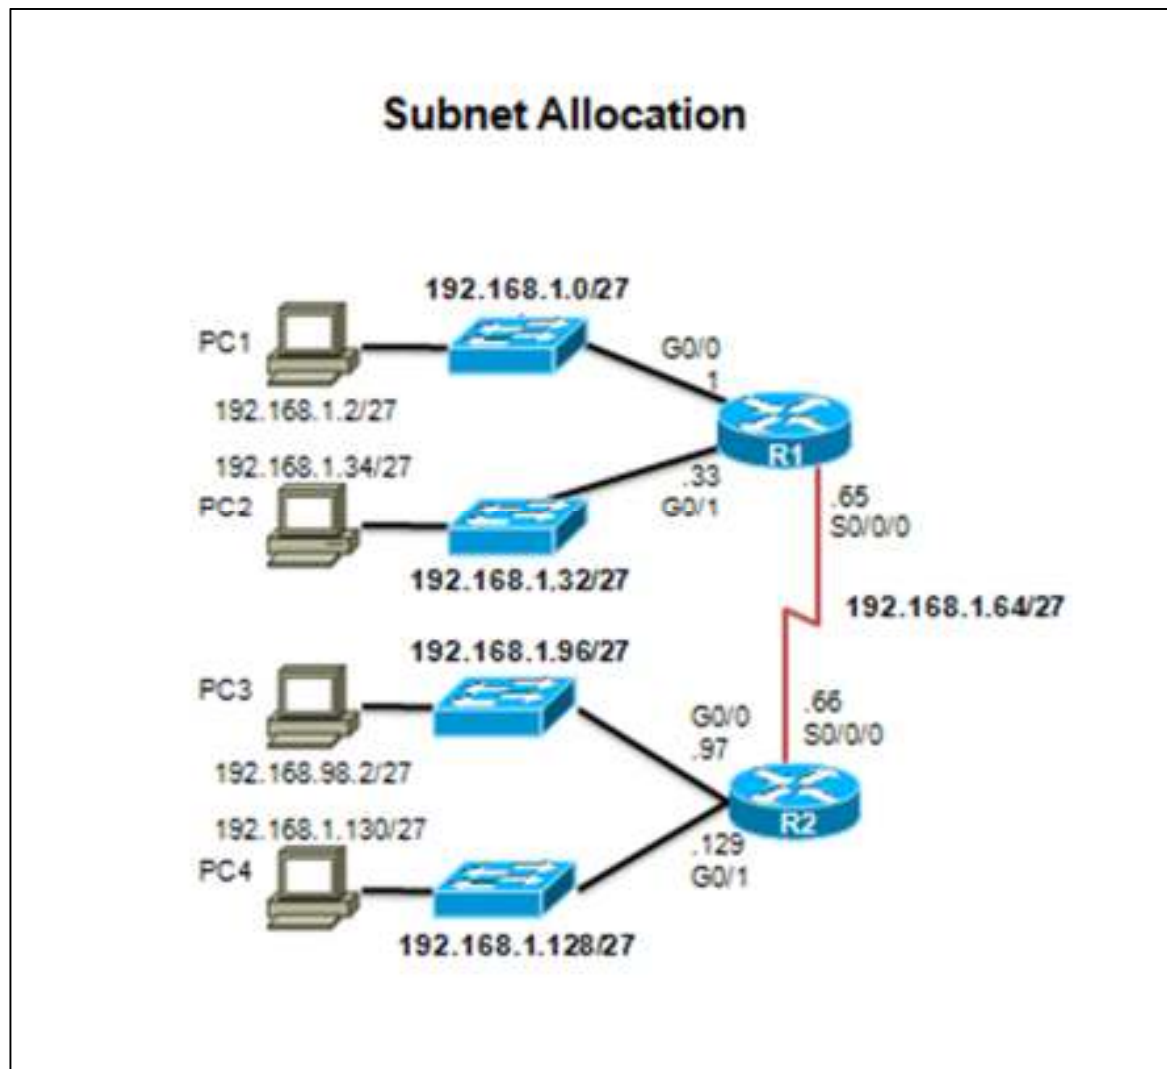 Subnet Allocation
192.168.1.0/27
PC1
G0/0
1
192.168.1.2/27
R1
192.168.1.34/27
.33
G0/1
PC2
.65
S0/0/0
192.168.1.32/27
192.168.1.64/27
192.168.1.96/27
PC3
G0/0
.97
.66
S0/0/0
192.168.98.2/27
R2
192.168.1.130/27
.129
G0/1
PC4
192.168.1.128/27